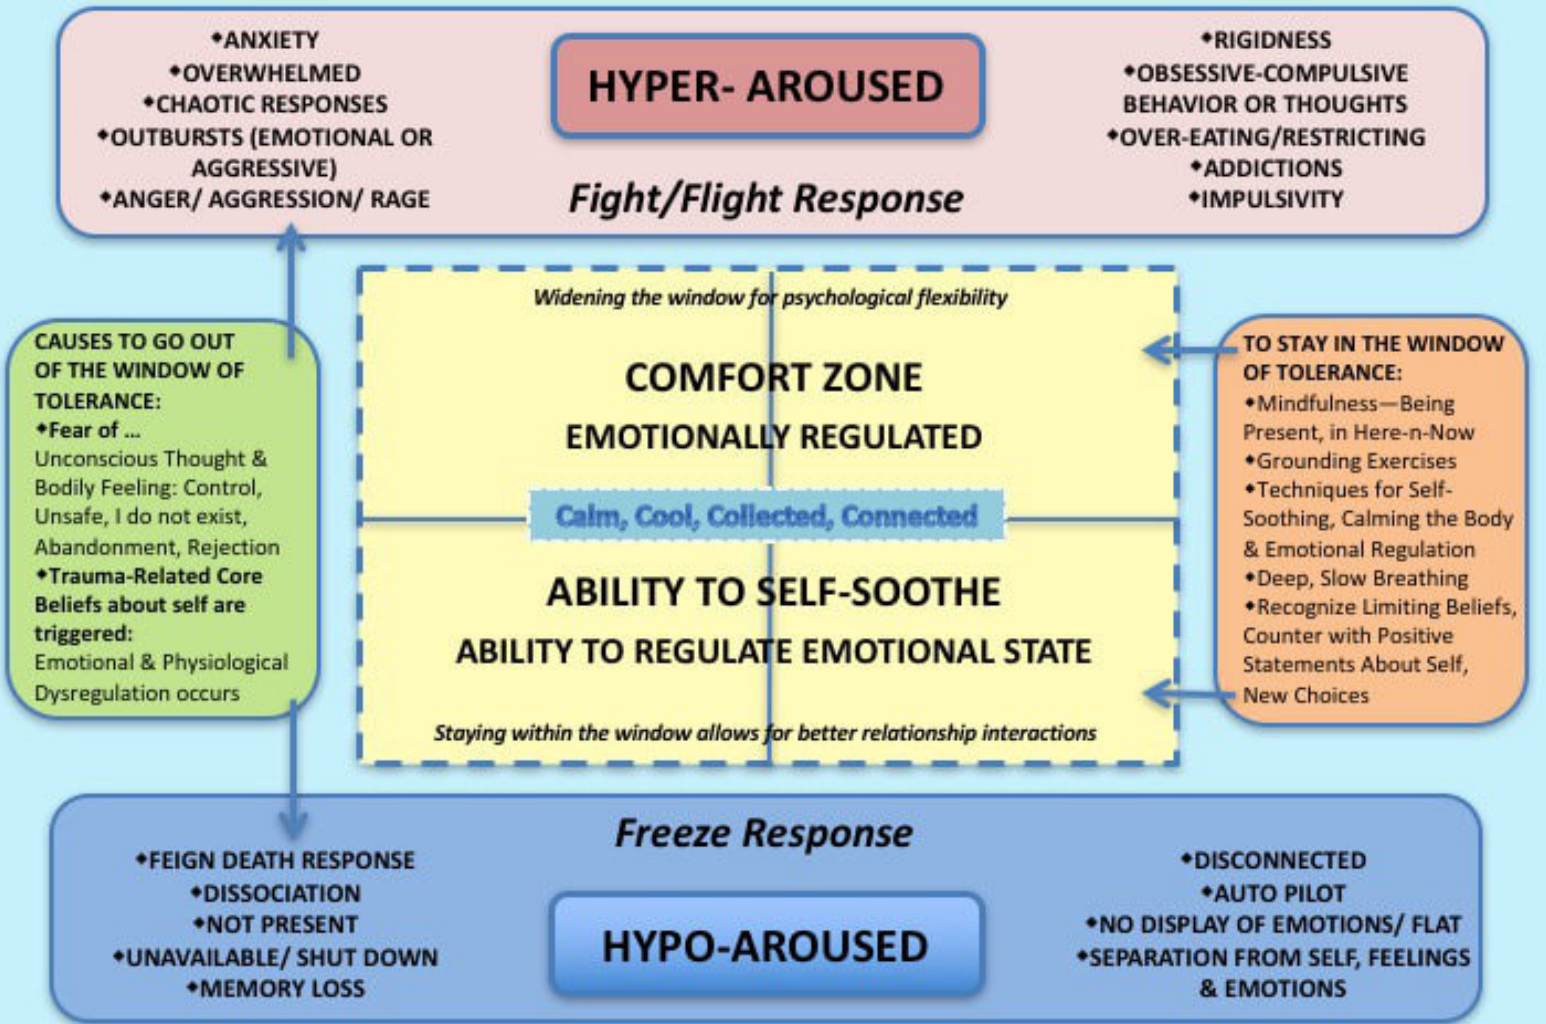 ◆ANXIETY
◆OVERWHELMED
◆CHAOTIC RESPONSES
◆OUTBURSTS (EMOTIONAL OR
AGGRESSIVE)
◆ANGER/ AGGRESSION/ RAGE
HYPER- AROUSED
Fight/Flight Response
◆RIGIDNESS
◆OBSESSIVE-COMPULSIVE
BEHAVIOR OR THOUGHTS
◆OVER-EATING/RESTRICTING
◆ADDICTIONS
◆IMPULSIVITY
CAUSES TO GO OUT
OF THE WINDOW OF
TOLERANCE:
◆Fear of ...
Unconscious Thought &
Bodily Feeling: Control,
Unsafe, I do not exist,
Abandonment, Rejection
◆Trauma-Related Core
Beliefs about self are
triggered:
Emotional & Physiological
Dysregulation occurs
Widening the window for psychological flexibility
COMFORT ZONE
EMOTIONALLY REGULATED
Calm, Cool, Collected, Connected
ABILITY TO SELF-SOOTHE
ABILITY TO REGULATE EMOTIONAL STATE
Staying within the window allows for better relationship interactions
TO STAY IN THE WINDOW
OF TOLERANCE:
◆Mindfulness—Being
Present, in Here-n-Now
◆Grounding Exercises
◆Techniques for Self-
Soothing, Calming the Body
& Emotional Regulation
◆Deep, Slow Breathing
◆Recognize Limiting Beliefs,
Counter with Positive
Statements About Self,
New Choices
◆FEIGN DEATH RESPONSE
◆DISSOCIATION
◆NOT PRESENT
◆UNAVAILABLE/ SHUT DOWN
◆MEMORY LOSS
Freeze Response
HYPO-AROUSED
◆DISCONNECTED
◆AUTO PILOT
◆NO DISPLAY OF EMOTIONS/ FLAT
◆SEPARATION FROM SELF, FEELINGS
& EMOTIONS